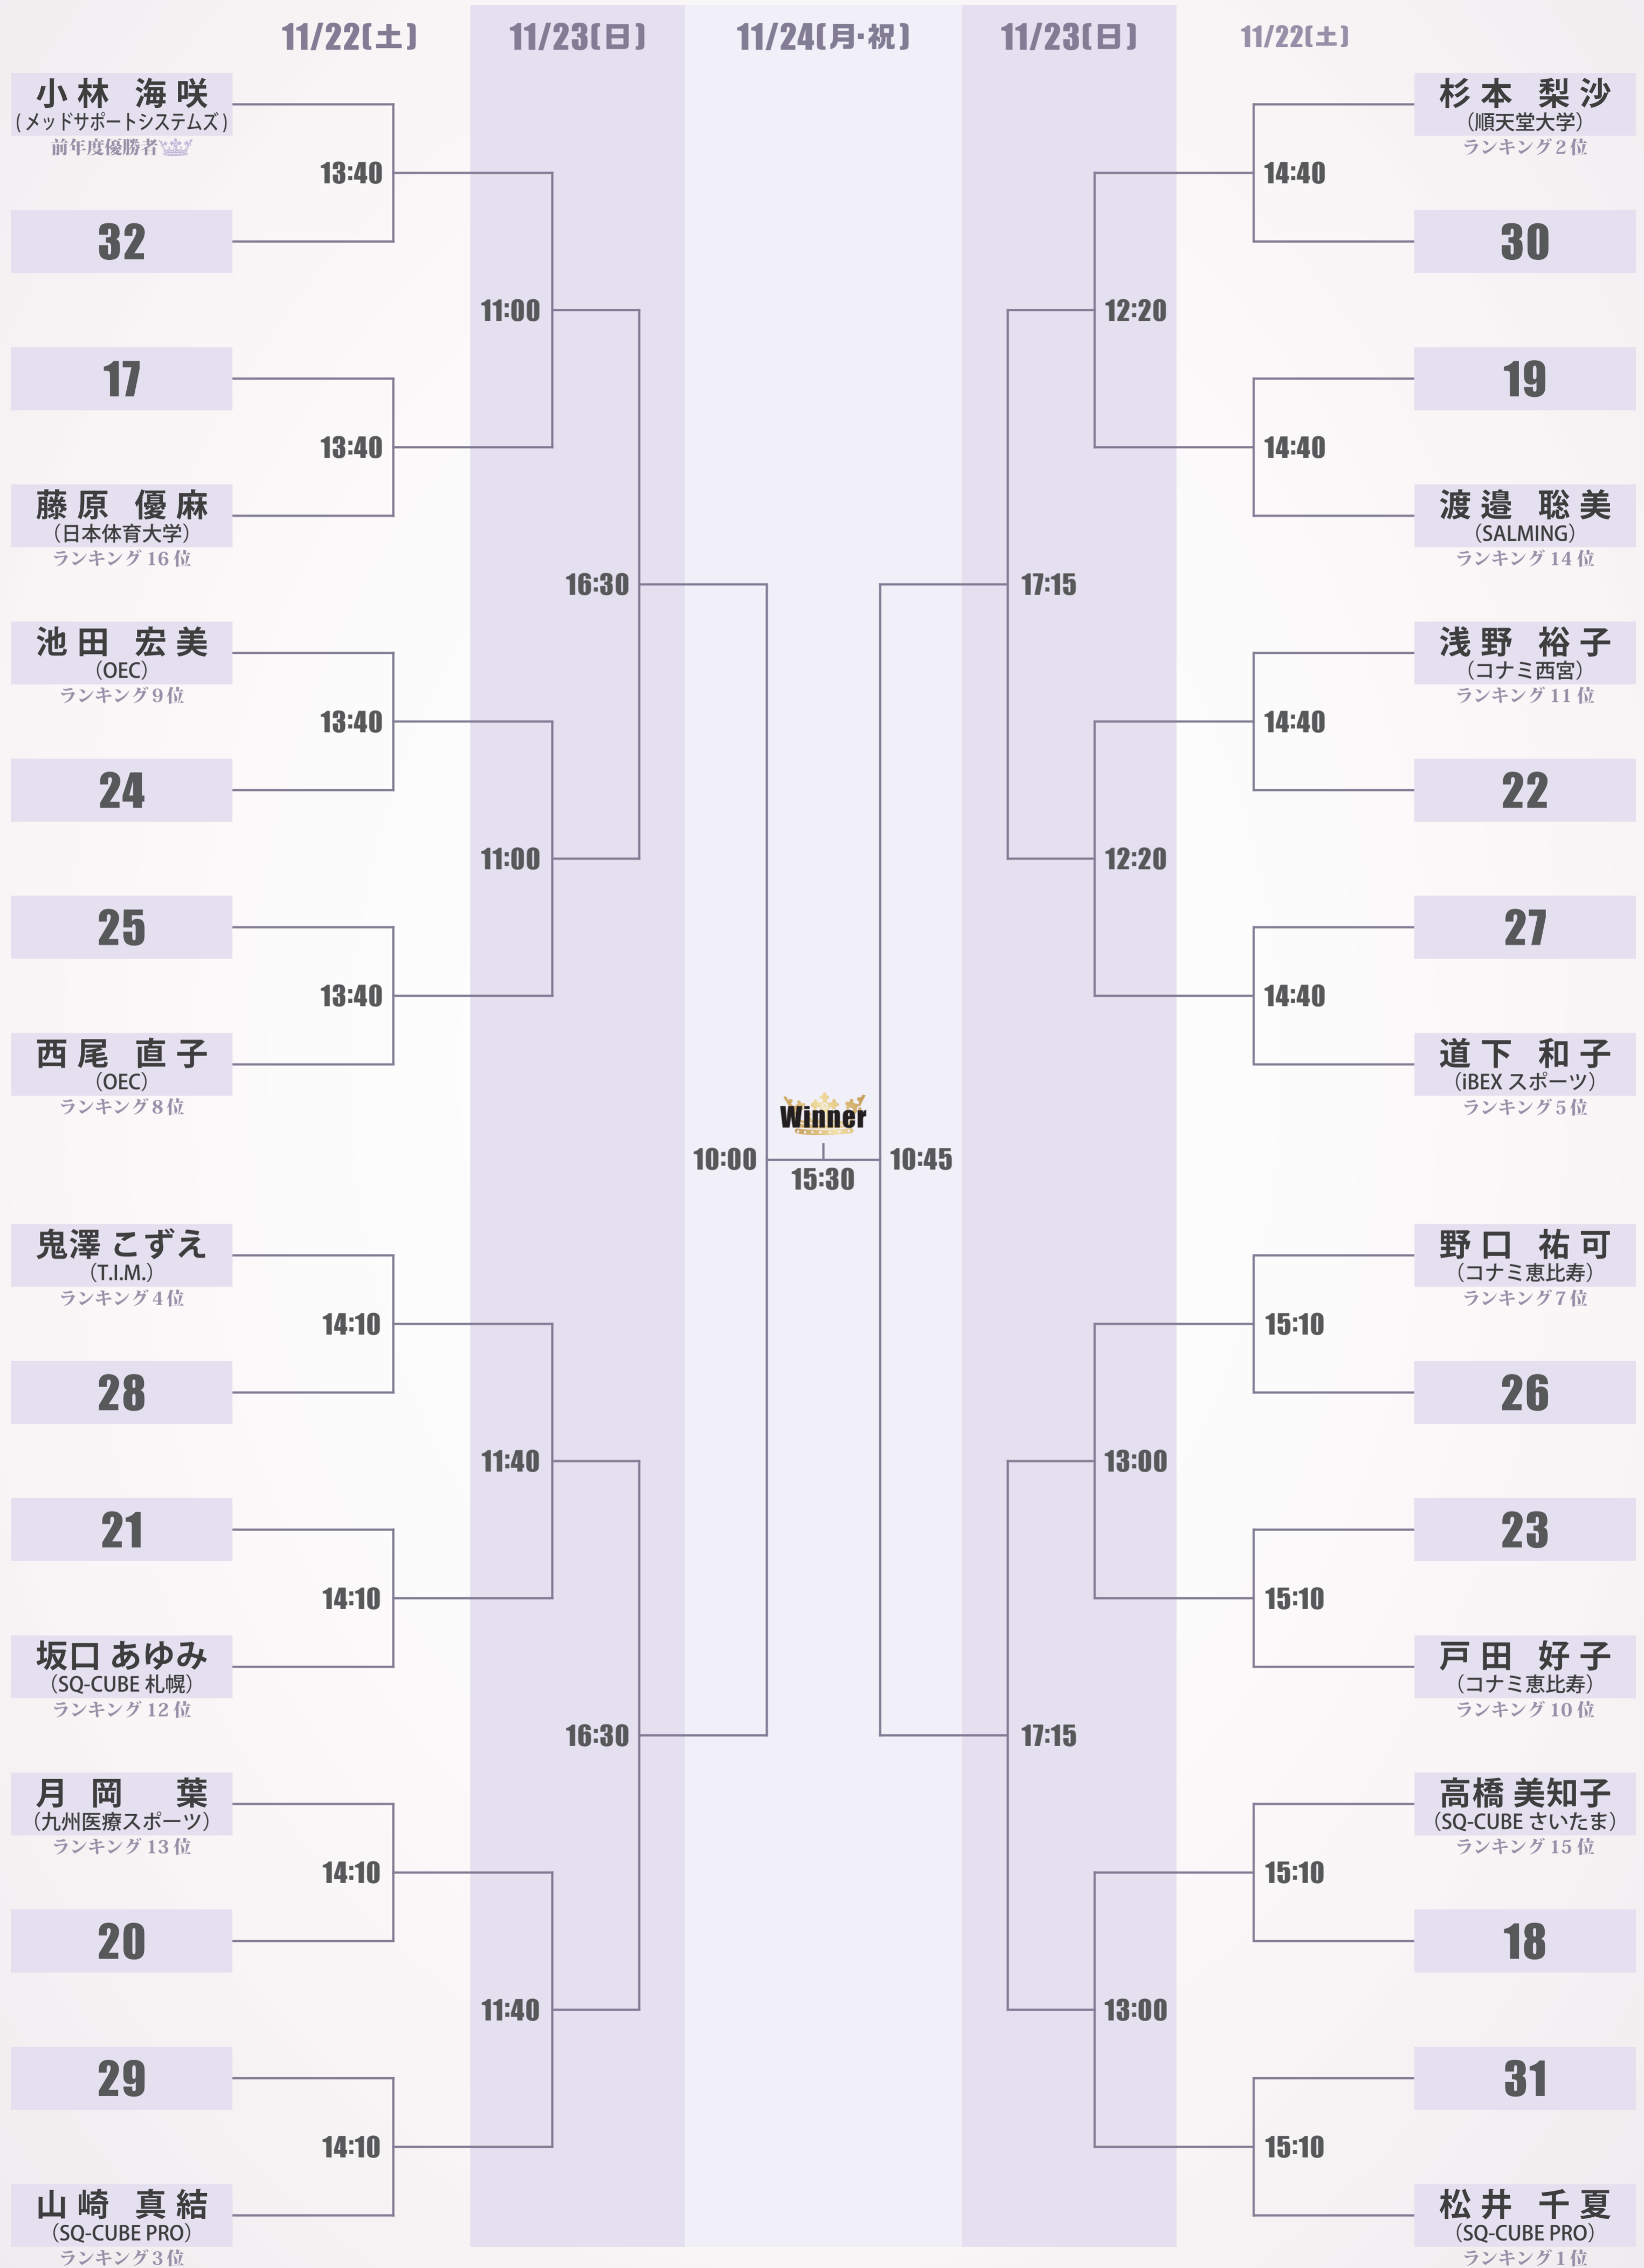 11/22(土)
11/23(日)
11/24(月・祝)
11/23(日)
11/22(土)
小林 海咲
(メッドサポートシステムズ)
前年度優勝者
13:40
32
11:00
17
13:40
藤原 優麻
(日本体育大学)
ランキング16位
16:30
池田 宏美
(OEC)
ランキング9位
13:40
24
11:00
25
13:40
西尾 直子
(OEC)
ランキング8位
10:00
鬼澤 こずえ
(T.I.M.)
ランキング4位
14:10
28
11:40
21
14:10
坂口 あゆみ
(SQ-CUBE 札幌)
ランキング12位
16:30
月岡 葉
(九州医療スポーツ)
ランキング13位
14:10
20
11:40
29
14:10
山崎 真結
(SQ-CUBE PRO)
ランキング3位
Winner
15:30
杉本 梨沙
(順天堂大学)
ランキング2位
14:40
30
12:20
19
14:40
渡邉 聡美
(SALMING)
ランキング14位
17:15
浅野 裕子
(コナミ西宮)
ランキング11位
14:40
22
12:20
27
14:40
道下 和子
(iBEX スポーツ)
ランキング5位
10:45
野口 祐可
(コナミ恵比寿)
ランキング7位
15:10
26
13:00
23
15:10
戸田 好子
(コナミ恵比寿)
ランキング10位
17:15
高橋 美知子
(SQ-CUBE さいたま)
ランキング15位
15:10
18
13:00
31
15:10
松井 千夏
(SQ-CUBE PRO)
ランキング1位